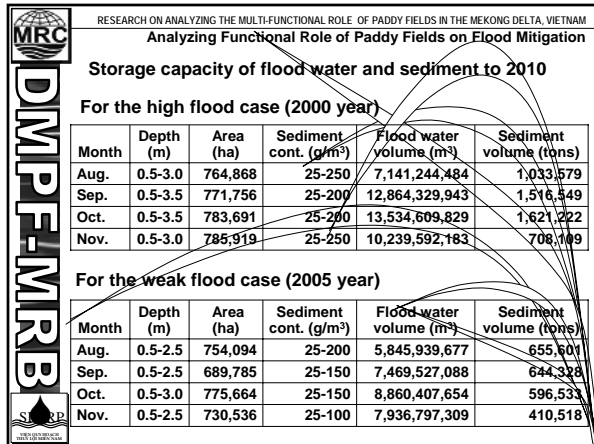 RESEARCH ON ANALYZING THE MULTI-FUNCTIONAL ROLE OF PADDY FIELDS IN THE MEKONG DELTA, VIETNAM
MRC
Analyzing Functional Role of Paddy Fields on Flood Mitigation
DMPF-MRB
Storage capacity of flood water and sediment to 2010
For the high flood case (2000 year)
Month Depth (m) Area (ha) Sediment cont. (g/m³) Flood water volume (m³) Sediment volume (tons)
Aug. 0.5-3.0 764,868 25-250 7,141,244,484 1,033,579
Sep. 0.5-3.5 771,756 25-200 12,864,329,943 1,516,549
Oct. 0.5-3.5 783,691 25-200 13,534,609,829 1,621,222
Nov. 0.5-3.0 785,919 25-250 10,239,592,183 708,109
For the weak flood case (2005 year)
Month Depth (m) Area (ha) Sediment cont. (g/m³) Flood water volume (m³) Sediment volume (tons)
Aug. 0.5-2.5 754,094 25-200 5,845,939,677 655,601
Sep. 0.5-2.5 689,785 25-150 7,469,527,088 644,328
Oct. 0.5-2.5 775,664 25-150 8,860,407,654 596,533
Nov. 0.5-2.5 730,536 25-100 7,936,797,309 410,518
VIỆN QUY HOẠCH
THỦY LỢI MIỀN NAM